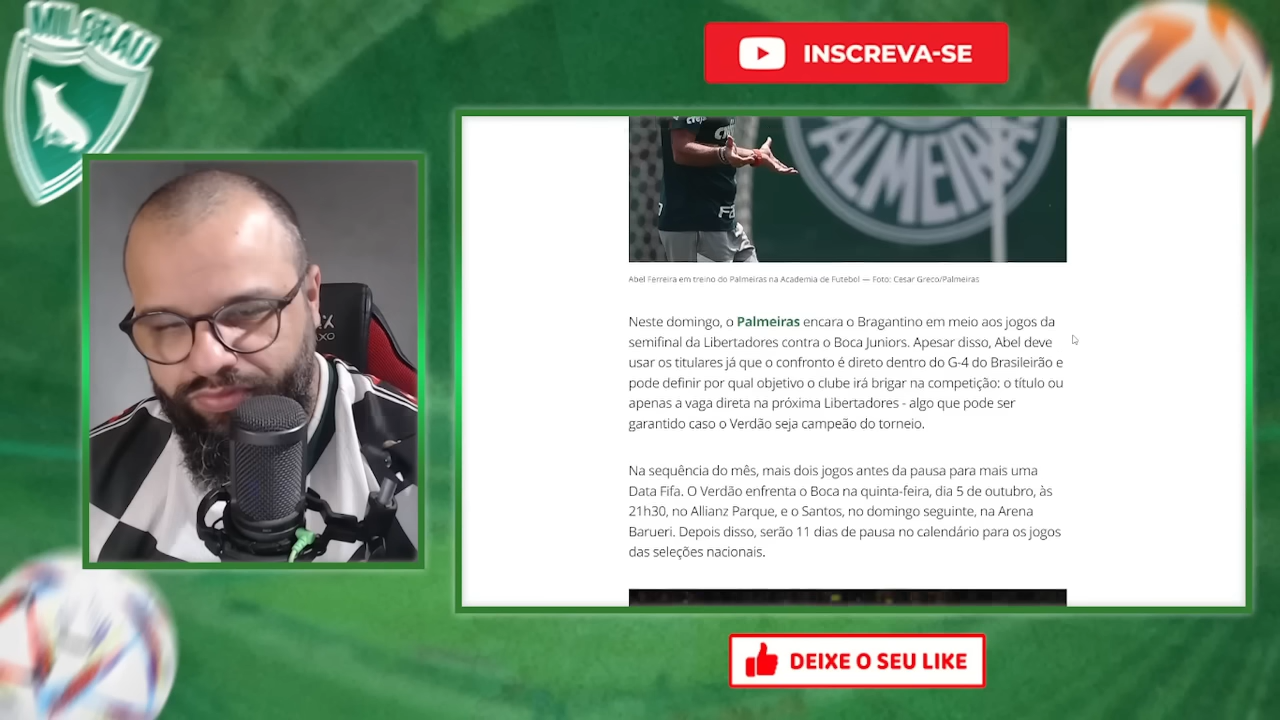 MIL GRAU
INSCREVA-SE
ALMEIRA
Abel Ferreira em treino do Palmeiras na Academia de Futebol — Foto: Cesar Greco/Palmeiras
Neste domingo, o Palmeiras encara o Bragantino em meio aos jogos da
semifinal da Libertadores contra o Boca Juniors. Apesar disso, Abel deve
usar os titulares já que o confronto é direto dentro do G-4 do Brasileirão e
pode definir por qual objetivo o clube irá brigar na competição: o título ou
apenas a vaga direta na próxima Libertadores - algo que pode ser
garantido caso o Verdão seja campeão do torneio.
Na sequência do mês, mais dois jogos antes da pausa para mais uma
Data Fifa. O Verdão enfrenta o Boca na quinta-feira, dia 5 de outubro, às
21h30, no Allianz Parque, e o Santos, no domingo seguinte, na Arena
Barueri. Depois disso, serão 11 dias de pausa no calendário para os jogos
das seleções nacionais.
DEIXE O SEU LIKE